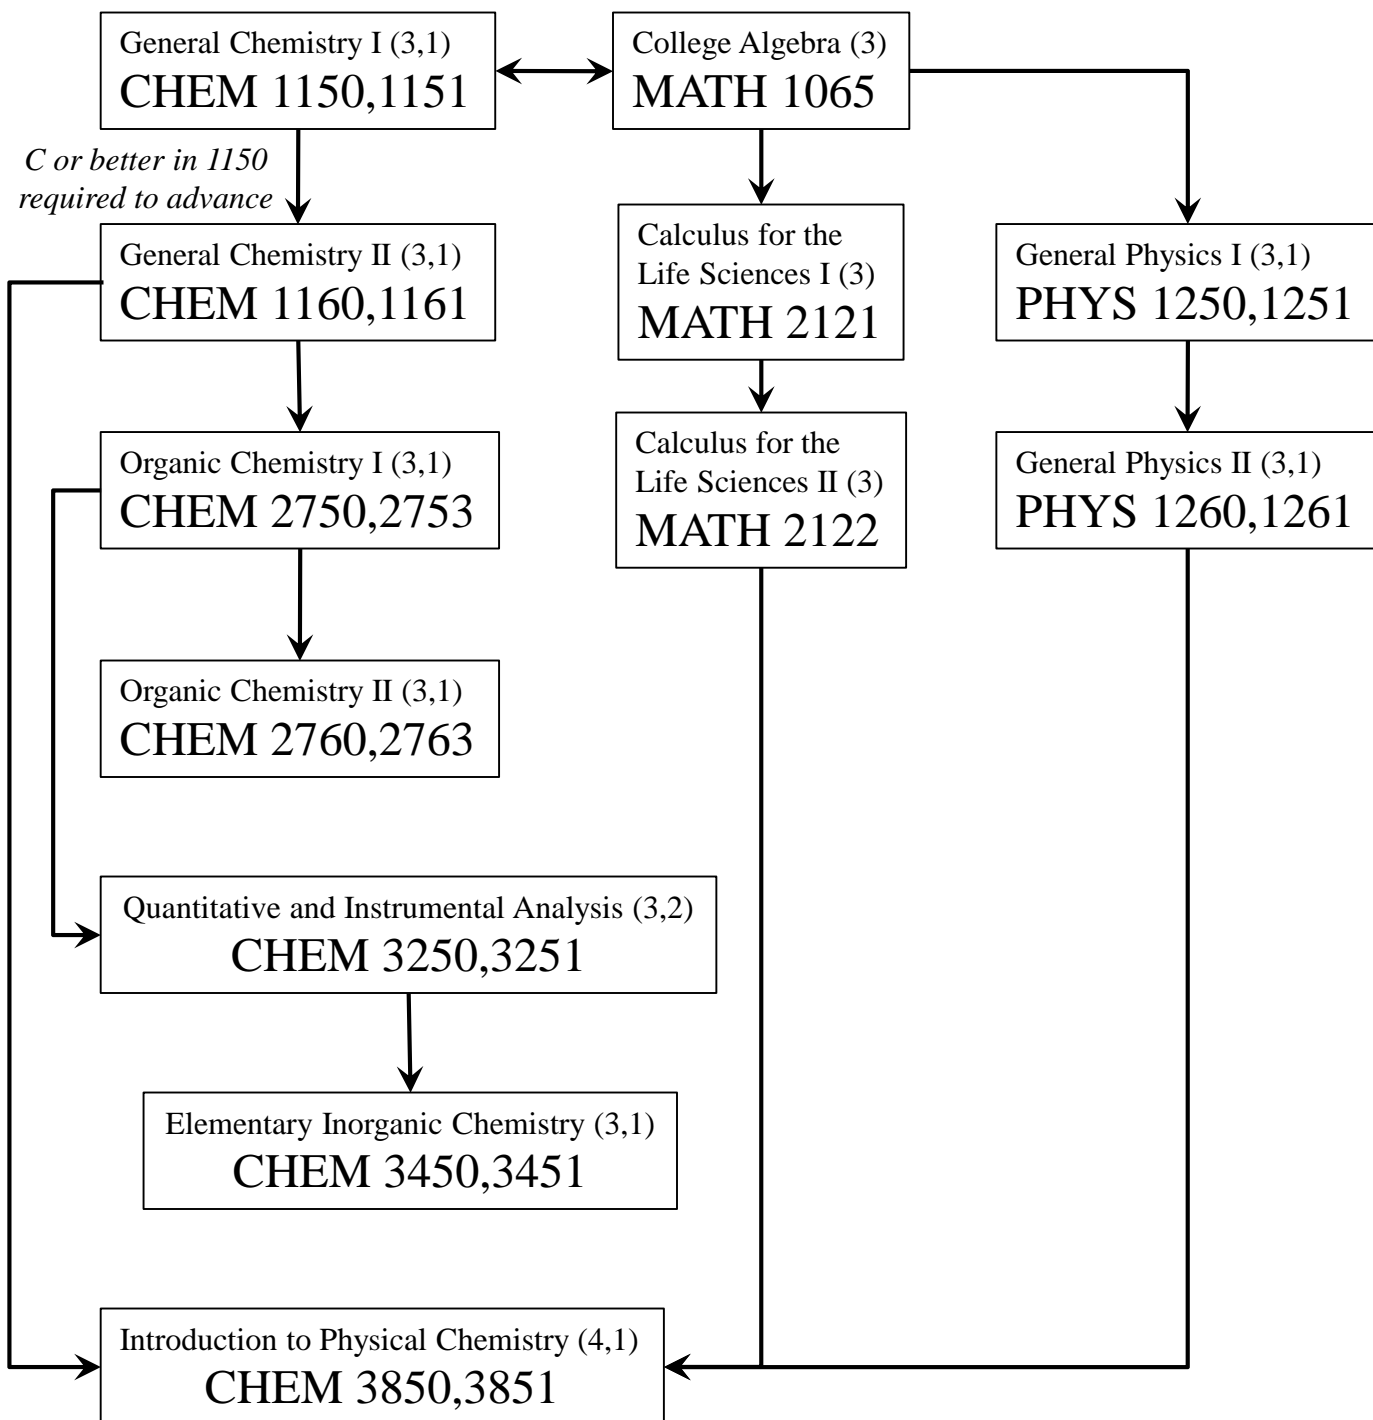 General Chemistry I (3,1)
CHEM 1150,1151
College Algebra (3)
MATH 1065
C or better in 1150
required to advance
General Chemistry II (3,1)
CHEM 1160,1161
Calculus for the
Life Sciences I (3)
MATH 2121
General Physics I (3,1)
PHYS 1250,1251
Organic Chemistry I (3,1)
CHEM 2750,2753
Calculus for the
Life Sciences II (3)
MATH 2122
General Physics II (3,1)
PHYS 1260,1261
Organic Chemistry II (3,1)
CHEM 2760,2763
Quantitative and Instrumental Analysis (3,2)
CHEM 3250,3251
Elementary Inorganic Chemistry (3,1)
CHEM 3450,3451
Introduction to Physical Chemistry (4,1)
CHEM 3850,3851